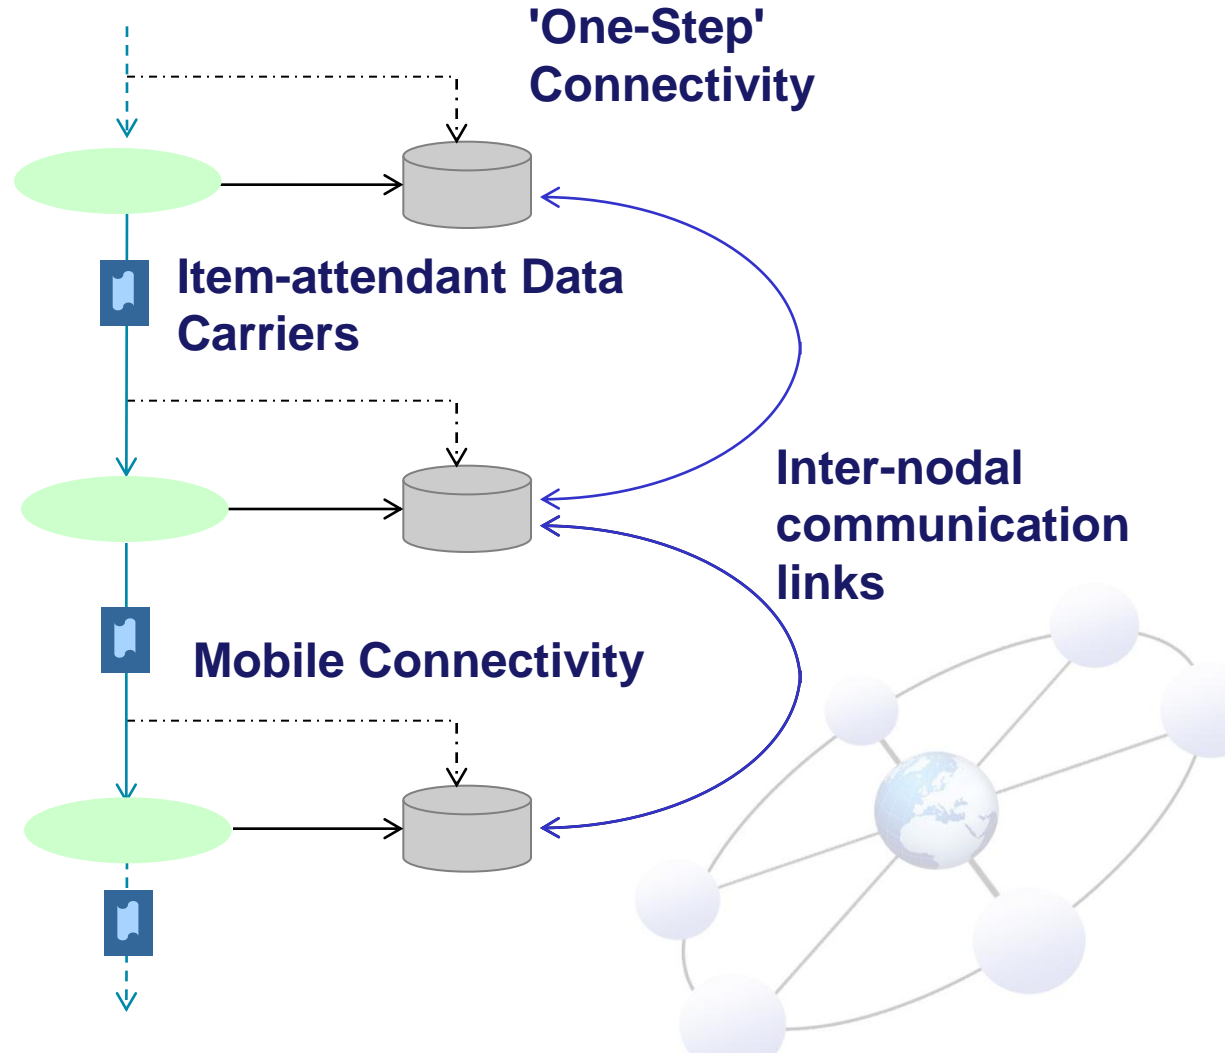 'One-Step'
Connectivity
Item-attendant Data
Carriers
Inter-nodal
communication
links
Mobile Connectivity